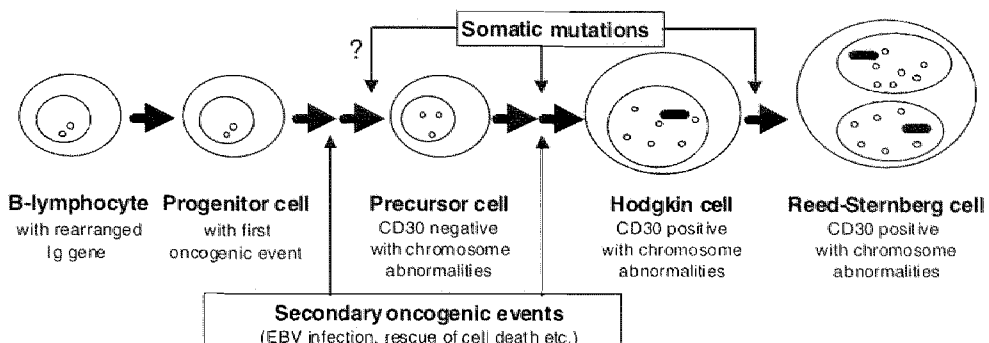 Somatic mutations
?
B-lymphocyte
with rearranged
Ig gene
Progenitor cell
with first
oncogenic event
Precursor cell
CD30 negative
with chromosome
abnormalities
Hodgkin cell
CD30 positive
with chromosome
abnormalities
Reed-Sternberg cell
CD30 positive
with chromosome
abnormalities
Secondary oncogenic events
(EBV infection, rescue of cell death etc.)